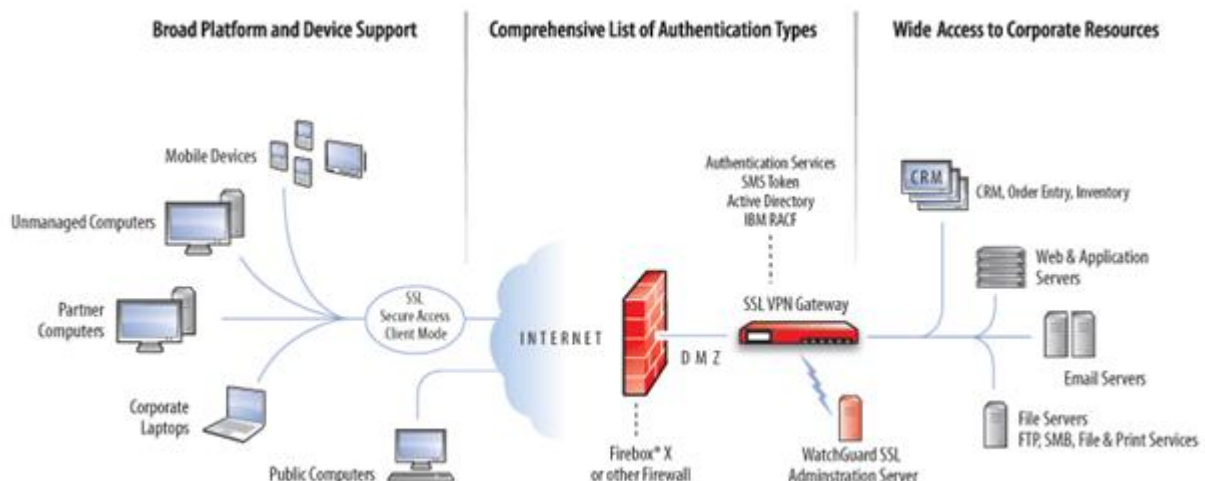 Broad Platform and Device Support
Comprehensive List of Authentication Types
Wide Access to Corporate Resources
Mobile Devices
Unmanaged Computers
Partner
Computers
Corporate
Laptops
Public Computers
SSL
Secure Access
Client Mode
INTERNET
Firebox® X
or other Firewall
DMZ
Authentication Services
SMS Token
Active Directory
IBM RACF
SSL VPN Gateway
WatchGuard SSL
Adminstration Server
CRM
CRM, Order Entry, Inventory
Web & Application
Servers
Email Servers
File Servers
FTP, SMB, File & Print Services